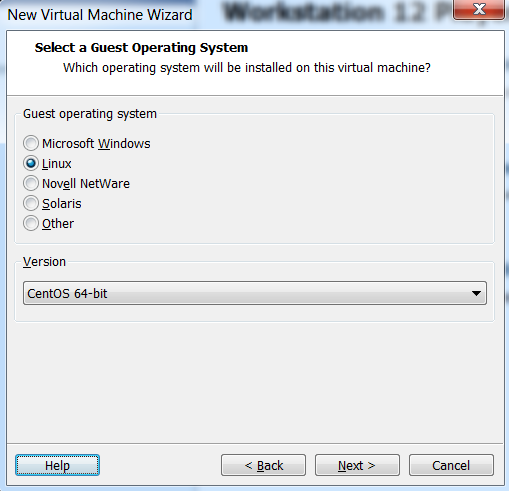 New Virtual Machine Wizard
Workstation 12
X
Select a Guest Operating System
Which operating system will be installed on this virtual machine?
Guest operating system
Microsoft Windows
Linux
Novell NetWare
Solaris
Other
Version
CentOS 64-bit
Help
< Back
Next >
Cancel